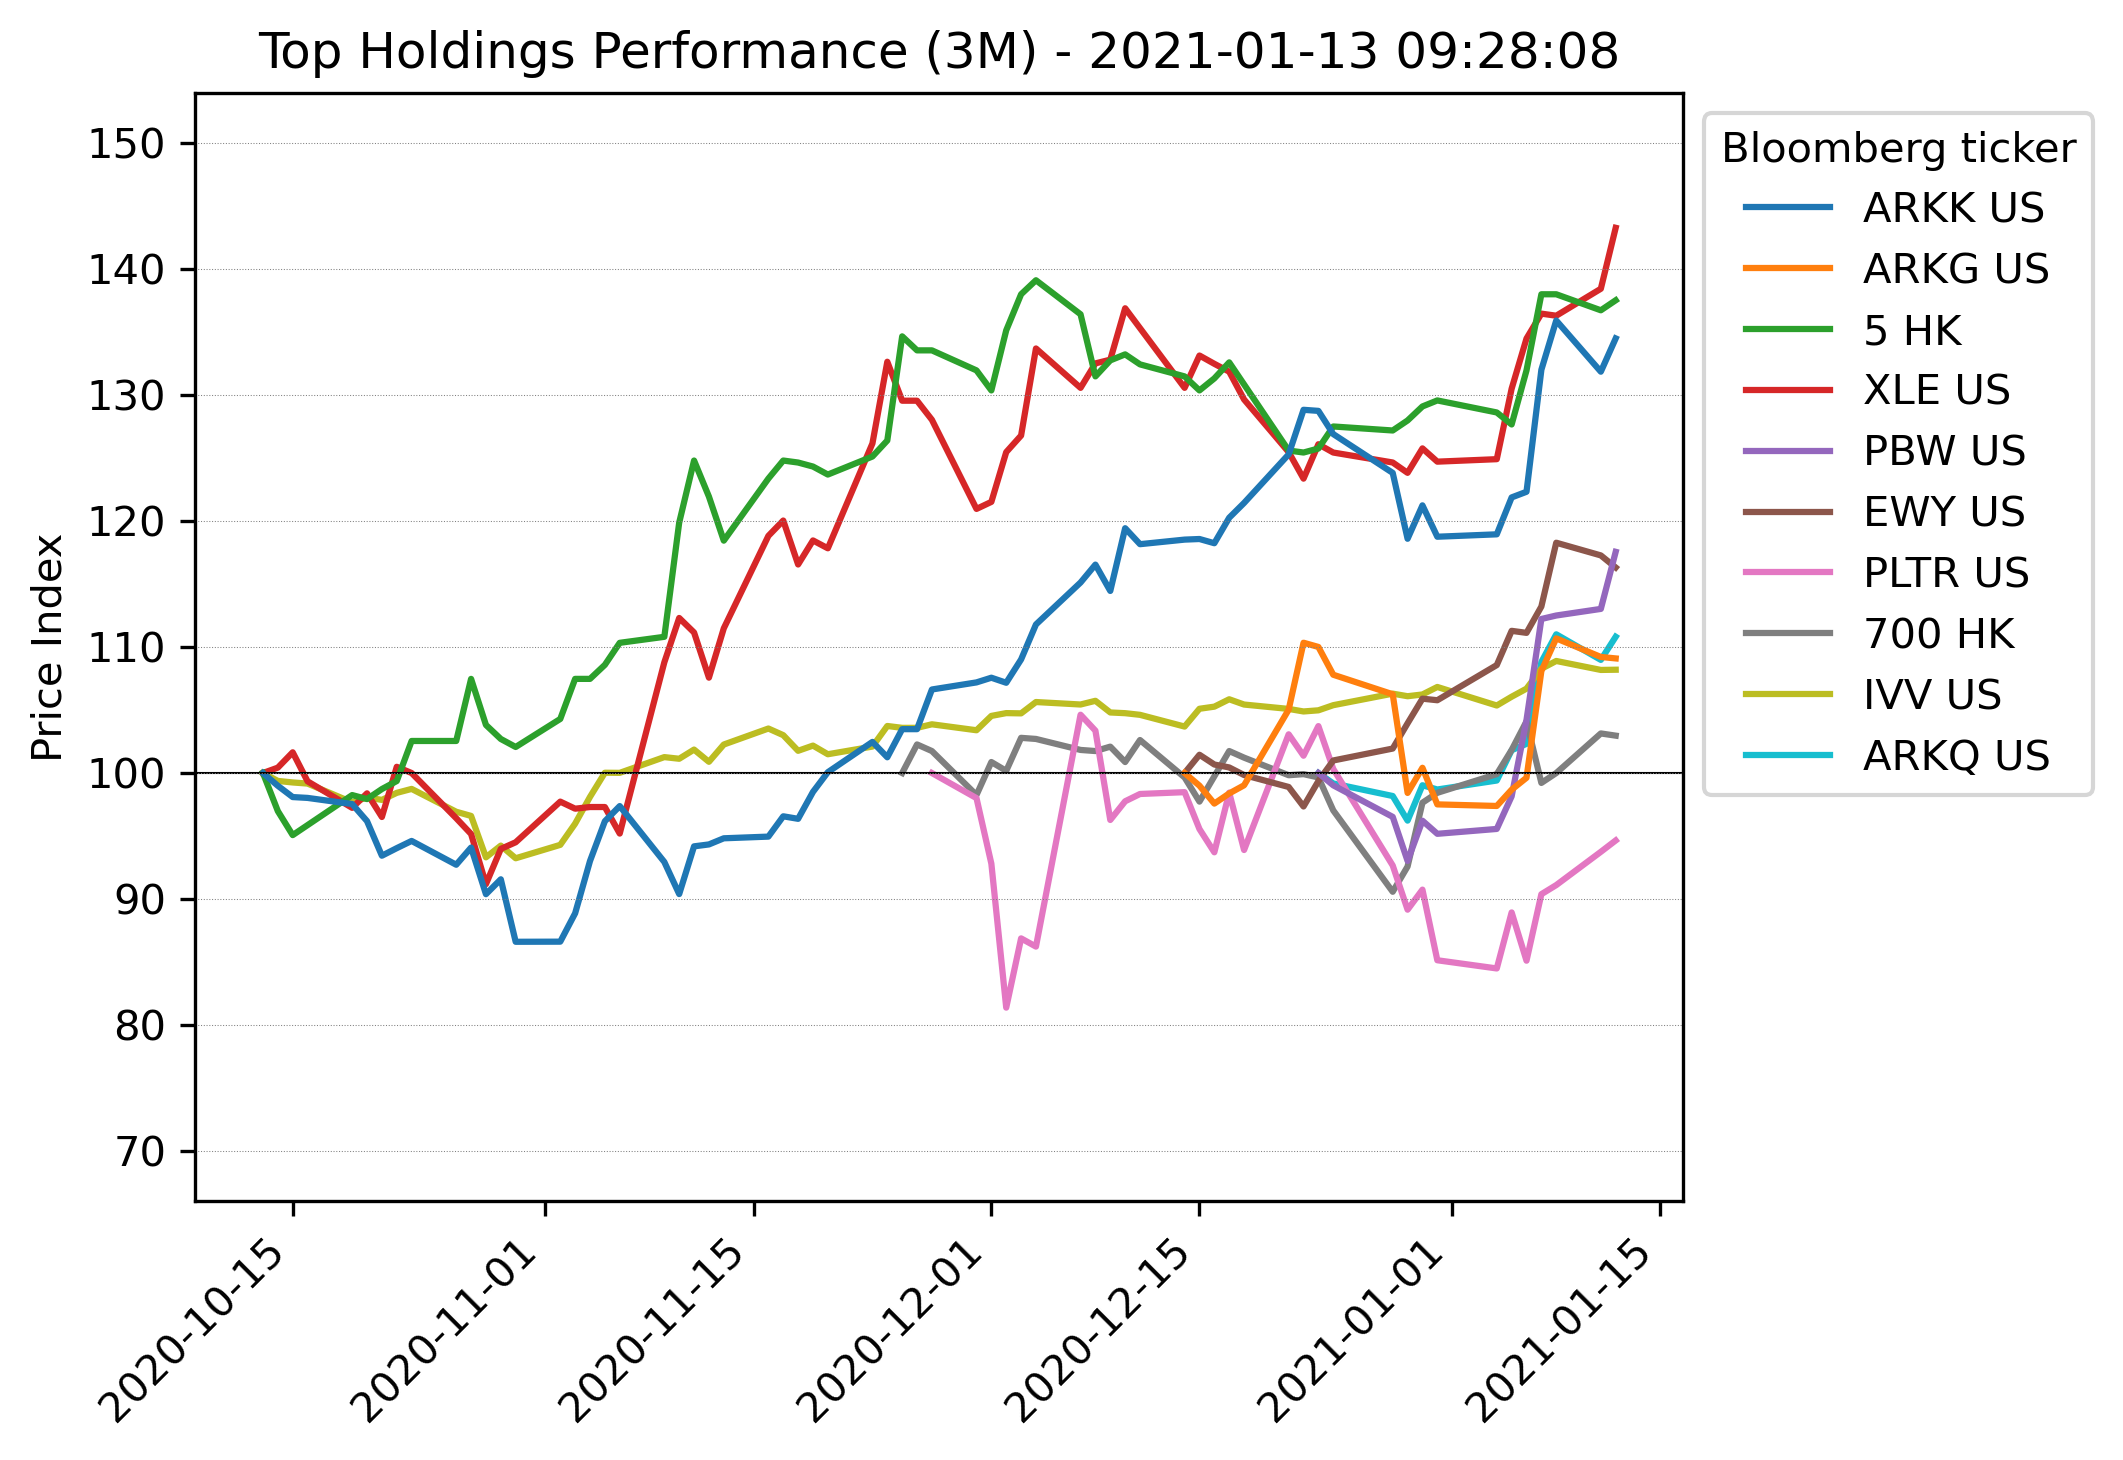 Top Holdings Performance (3M) - 2021-01-13 09:28:08
Price Index
150
140
130
120
110
100
90
80
70
2020-10-15
2020-11-01
2020-11-15
2020-12-01
2020-12-15
2021-01-01
2021-01-15
Bloomberg ticker
ARKK US
ARKG US
5 HK
XLE US
PBW US
EWY US
PLTR US
700 HK
IVV US
ARKQ US